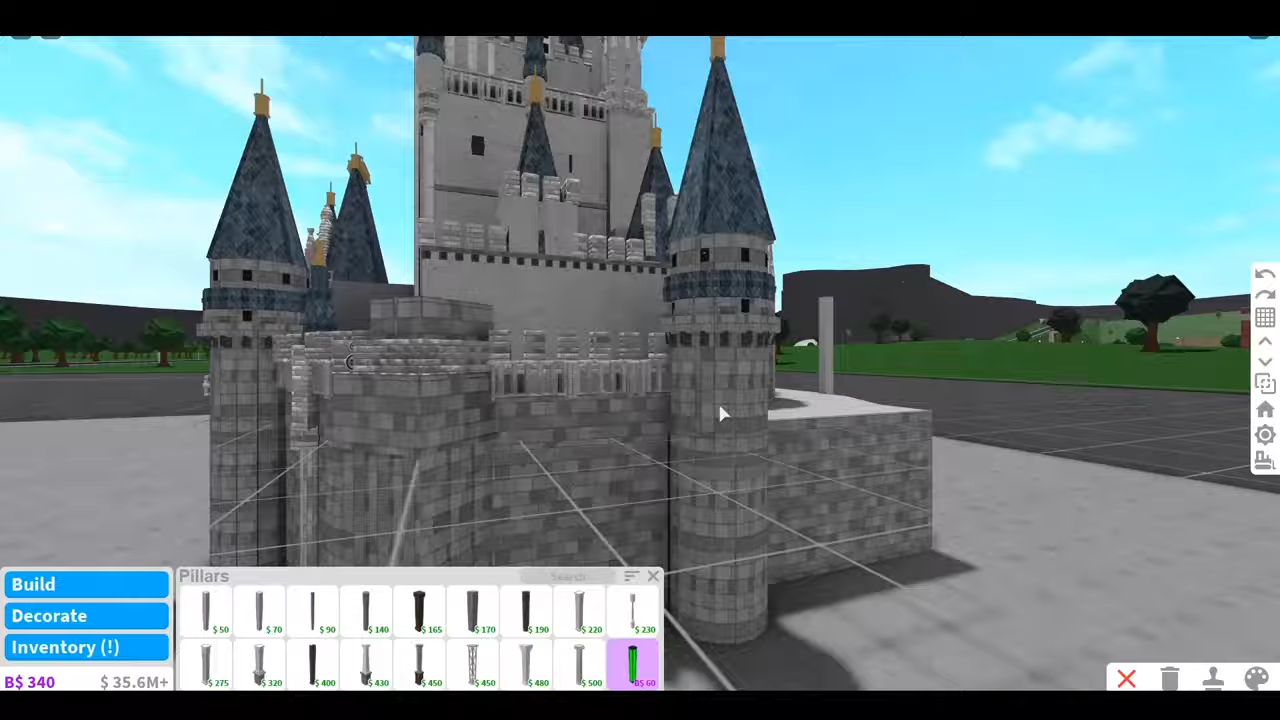 Pillars
Search...
Build
Decorate
Inventory (!)
B$ 340
$ 35.6M+
$ 50
$ 70
$ 90
$ 140
$ 165
$ 170
$ 190
$ 220
$ 230
$ 275
$ 320
$ 400
$ 430
$ 450
$ 450
$ 480
$ 500
B$ 60